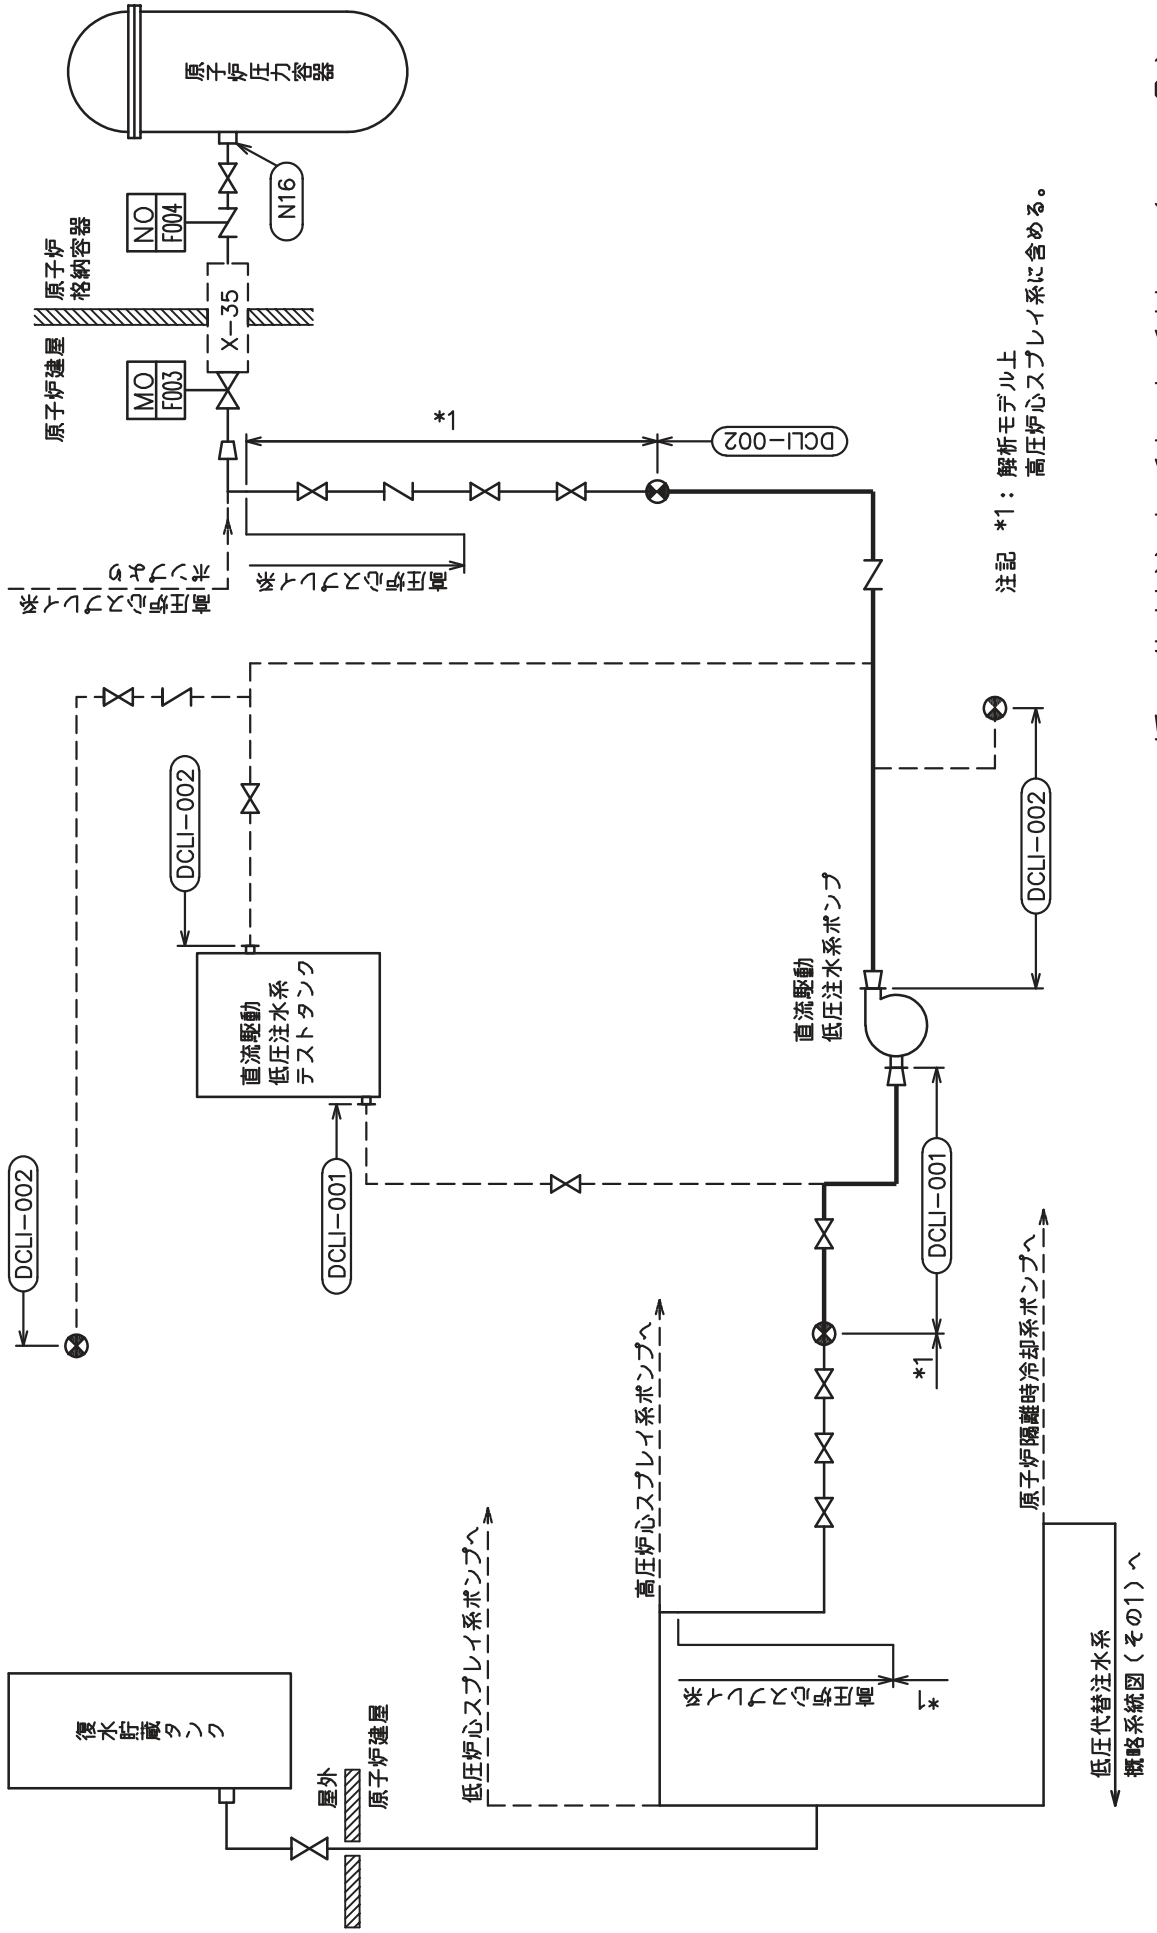 復水貯蔵タンク
屋外
原子炉建屋
低圧炉心スプレイ系ポンプへ
高圧炉心スプレイ系ポンプへ
高圧炉心スプレイ系
*1
原子炉隔離時冷却系ポンプへ
低圧代替注水系
概略系統図(その1)へ
DCLI-002
DCLI-001
*1
DCLI-001
直流駆動
低圧注水系
テストタンク
DCLI-002
直流駆動
低圧注水系ポンプ
DCLI-002
高圧炉心スプレイ系
ポンプより
高圧炉心スプレイ系
*1
DCLI-002
原子炉建屋
原子炉
格納容器
MO
F003
X-35
NO
F004
N16
原子炉圧力容器
注記 *1:解析モデル上
高圧炉心スプレイ系に含める。